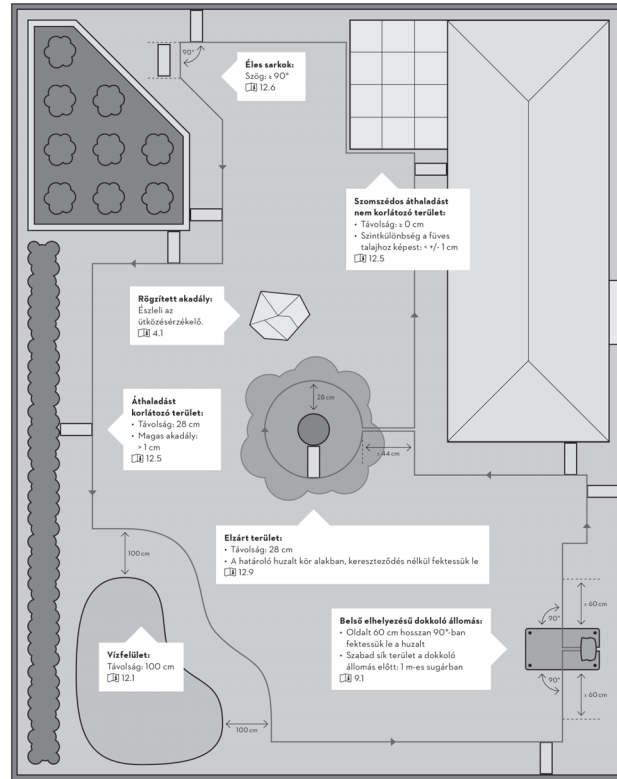 90°
Éles sarkok:
Szög: ≥ 90°
12.6
Szomszédos áthaladást
nem korlátozó terület:
• Távolság: ≥ 0 cm
• Szintkülönbség a füves
talajhoz képest: < +/- 1 cm
12.5
Rögzített akadály:
Észleli az
ütközésérzékelő.
4.1
28 cm
Áthaladást
korlátozó terület:
• Távolság: 28 cm
• Magas akadály:
> 1 cm
12.5
≥ 44 cm
Elzárt terület:
• Távolság: 28 cm
• A határoló huzalt kör alakban, kereszteződés nélkül fektessük le
12.9
100 cm
Belső elhelyezésű dokkoló állomás:
• Oldalt 60 cm hosszan 90°-ban
fektessük le a huzalt
• Szabad sík terület a dokkoló
állomás előtt: 1 m-es sugárban
9.1
≥ 60 cm
90°
90°
≥ 60 cm
Vízfelület:
Távolság: 100 cm
12.1
100 cm